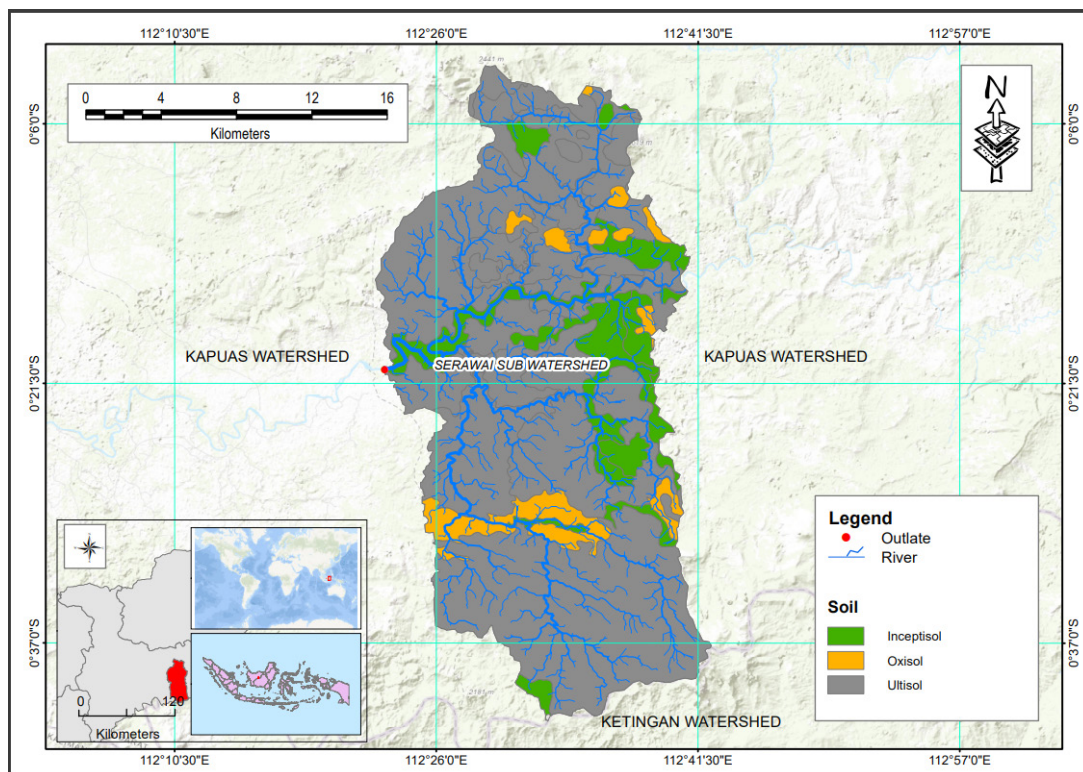 112°10'30"E 112°26'0"E 112°41'30"E 112°57'0"E
0 4 8 12 16
Kilometers
N
0°6'0"S 0°6'0"S
2441 m
KAPUAS WATERSHED
SERAWAI SUB WATERSHED
KAPUAS WATERSHED
0°21'30"S 0°21'30"S
Legend
Outlate
River
Soil
Inceptisol
Oxisol
Ultisol
0°37'0"S 0°37'0"S
0 120
Kilometers
KETINGAN WATERSHED
112°10'30"E 112°26'0"E 112°41'30"E 112°57'0"E